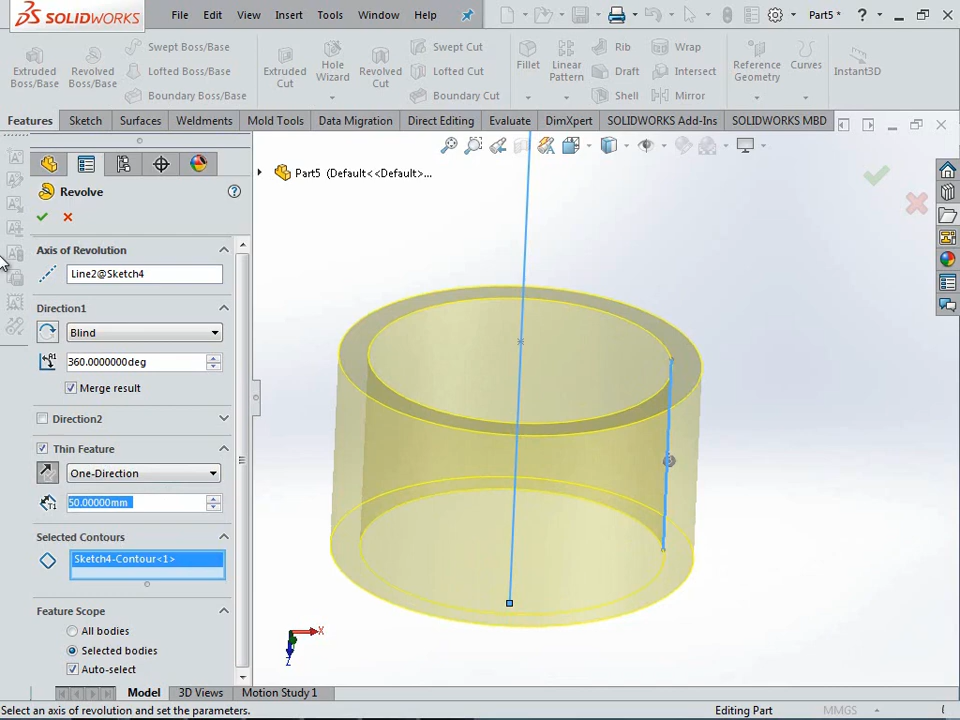 SOLIDWORKS File Edit View Insert Tools Window Help Part5 *
Extruded Boss/Base
Revolved Boss/Base
Swept Boss/Base
Lofted Boss/Base
Boundary Boss/Base
Extruded Cut
Hole Wizard
Revolved Cut
Swept Cut
Lofted Cut
Boundary Cut
Fillet
Linear Pattern
Rib
Draft
Shell
Wrap
Intersect
Mirror
Reference Geometry
Curves
Instant3D
Features Sketch Surfaces Weldments Mold Tools Data Migration Direct Editing Evaluate DimXpert SOLIDWORKS Add-Ins SOLIDWORKS MBD
Part5 (Default<<Default>...
Revolve
Axis of Revolution
Line2@Sketch4
Direction1
Blind
360.0000000deg
Merge result
Direction2
Thin Feature
One-Direction
50.00000mm
Selected Contours
Sketch4-Contour<1>
Feature Scope
All bodies
Selected bodies
Auto-select
X
Z
Model 3D Views Motion Study 1
Select an axis of revolution and set the parameters. Editing Part MMGS